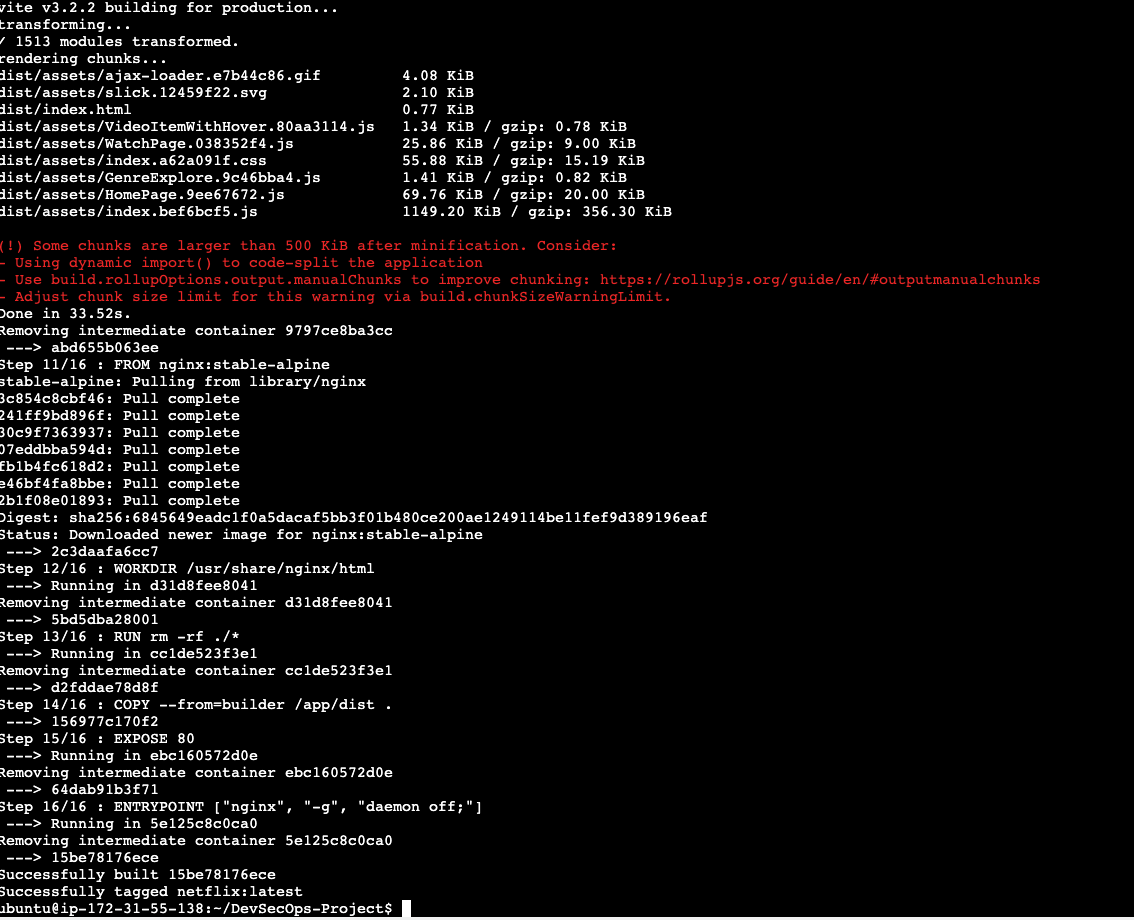 vite v3.2.2 building for production...
transforming...
✓ 1513 modules transformed.
rendering chunks...
dist/assets/ajax-loader.e7b44c86.gif 4.08 KiB
dist/assets/slick.12459f22.svg 2.10 KiB
dist/index.html 0.77 KiB
dist/assets/VideoItemWithHover.80aa3114.js 1.34 KiB / gzip: 0.78 KiB
dist/assets/WatchPage.038352f4.js 25.86 KiB / gzip: 9.00 KiB
dist/assets/index.a62a091f.css 55.88 KiB / gzip: 15.19 KiB
dist/assets/GenreExplore.9c46bba4.js 1.41 KiB / gzip: 0.82 KiB
dist/assets/HomePage.9ee67672.js 69.76 KiB / gzip: 20.00 KiB
dist/assets/index.bef6bcf5.js 1149.20 KiB / gzip: 356.30 KiB
(!) Some chunks are larger than 500 KiB after minification. Consider:
- Using dynamic import() to code-split the application
- Use build.rollupOptions.output.manualChunks to improve chunking: https://rollupjs.org/guide/en/#outputmanualchunks
- Adjust chunk size limit for this warning via build.chunkSizeWarningLimit.
Done in 33.52s.
Removing intermediate container 9797ce8ba3cc
---> abd655b063ee
Step 11/16 : FROM nginx:stable-alpine
stable-alpine: Pulling from library/nginx
3c854c8cbf46: Pull complete
241ff9bd896f: Pull complete
30c9f7363937: Pull complete
07eddbba594d: Pull complete
fb1b4fc618d2: Pull complete
e46bf4fa8bbe: Pull complete
2b1f08e01893: Pull complete
Digest: sha256:6845649eadc1f0a5dacaf5bb3f01b480ce200ae1249114be11fef9d389196eaf
Status: Downloaded newer image for nginx:stable-alpine
---> 2c3daafa6cc7
Step 12/16 : WORKDIR /usr/share/nginx/html
---> Running in d31d8fee8041
Removing intermediate container d31d8fee8041
---> 5bd5dba28001
Step 13/16 : RUN rm -rf ./*
---> Running in cc1de523f3e1
Removing intermediate container cc1de523f3e1
---> d2fddae78d8f
Step 14/16 : COPY --from=builder /app/dist .
---> 156977c170f2
Step 15/16 : EXPOSE 80
---> Running in ebc160572d0e
Removing intermediate container ebc160572d0e
---> 64dab91b3f71
Step 16/16 : ENTRYPOINT ["nginx", "-g", "daemon off;"]
---> Running in 5e125c8c0ca0
Removing intermediate container 5e125c8c0ca0
---> 15be78176ece
Successfully built 15be78176ece
Successfully tagged netflix:latest
ubuntu@ip-172-31-55-138:~/DevSecOps-Project$